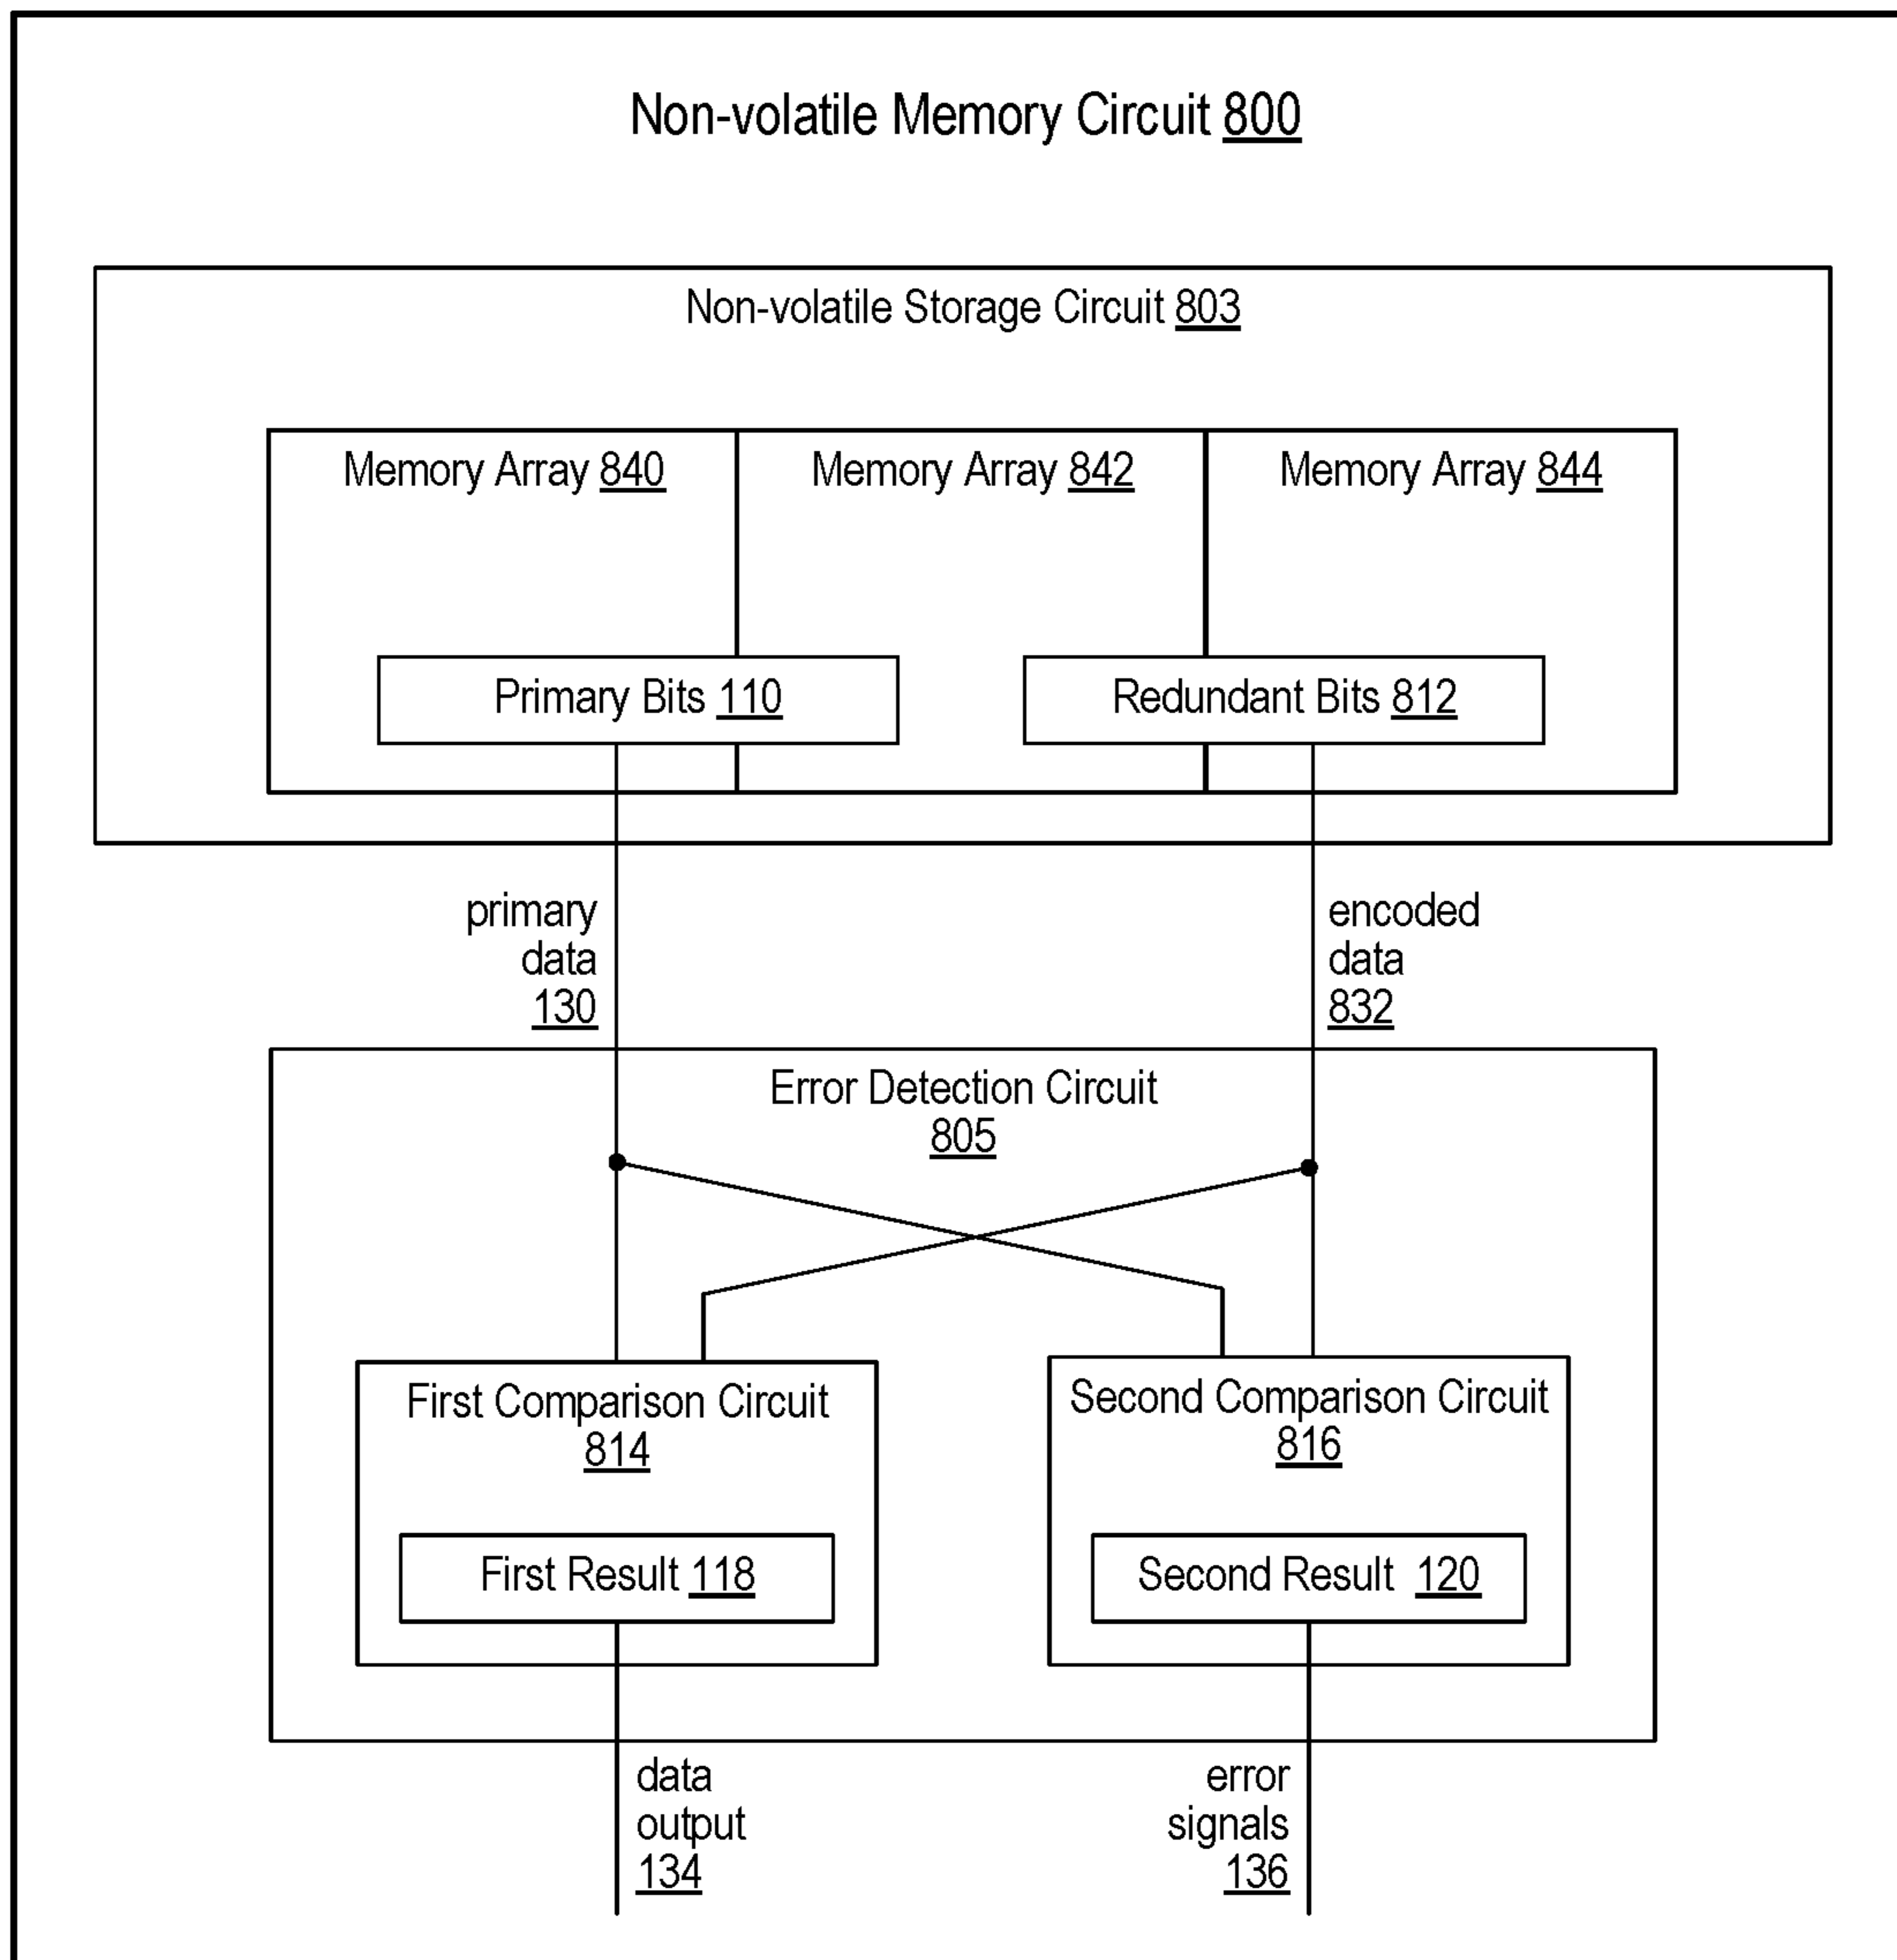 Non-volatile Memory Circuit 800
Non-volatile Storage Circuit 803
Memory Array 840
Memory Array 842
Memory Array 844
Primary Bits 110
Redundant Bits 812
primary
data
130
encoded
data
832
Error Detection Circuit
805
First Comparison Circuit
814
Second Comparison Circuit
816
First Result 118
Second Result 120
data
output
134
error
signals
136